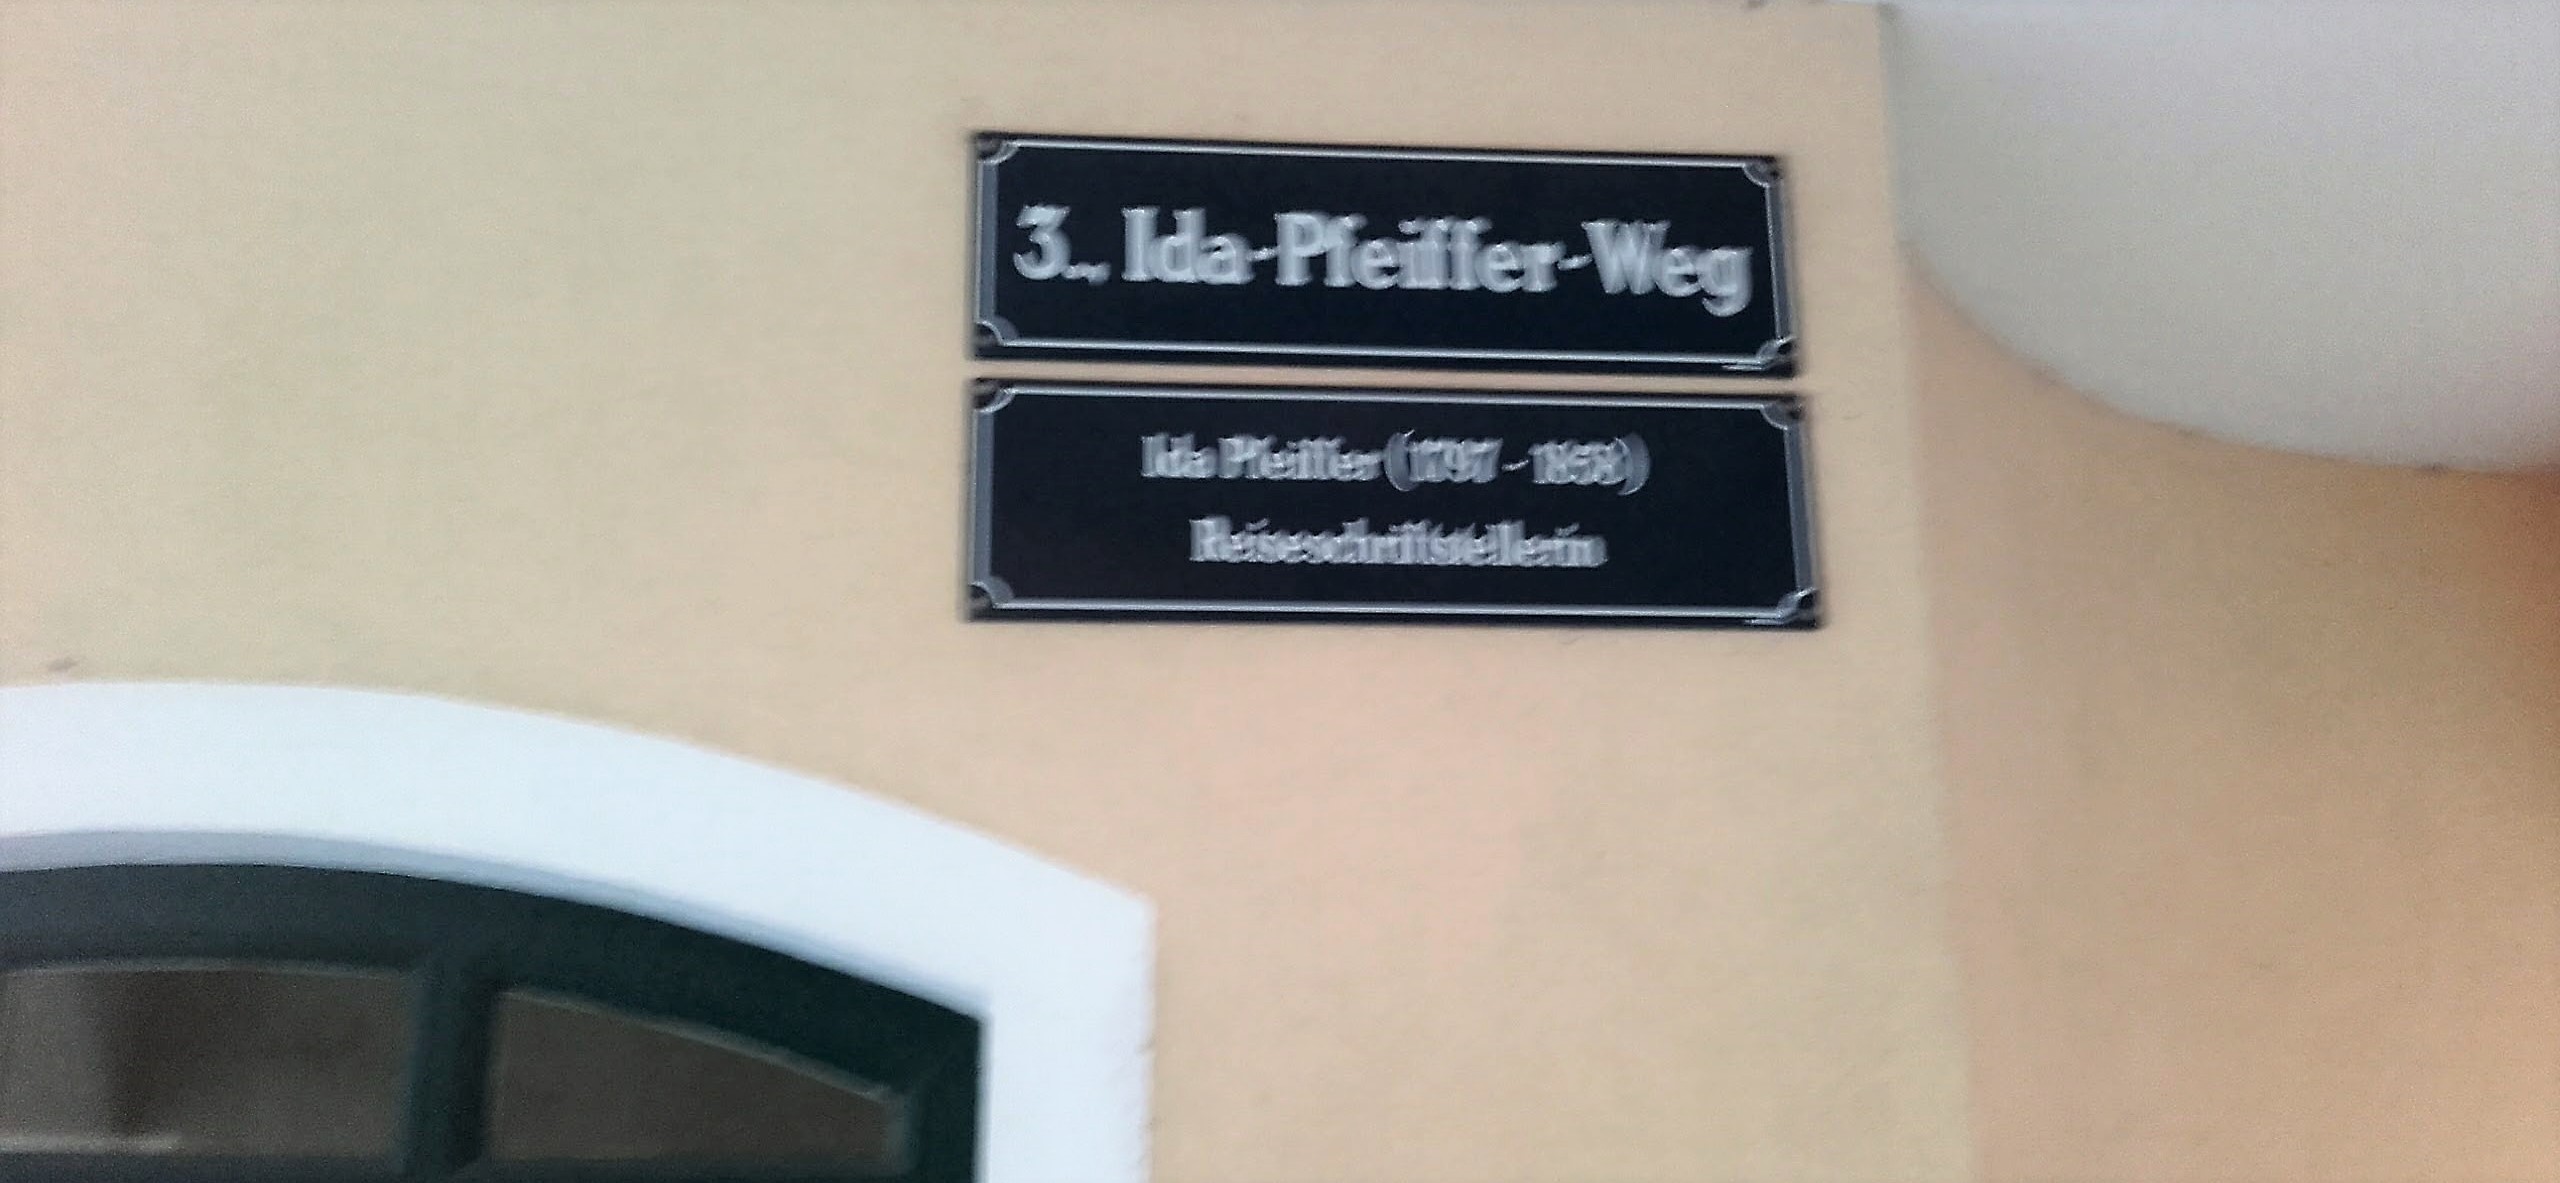 3., Ida-Pfeiffer-Weg
Ida Pfeiffer (1797 - 1858)
Reiseschriftstellerin